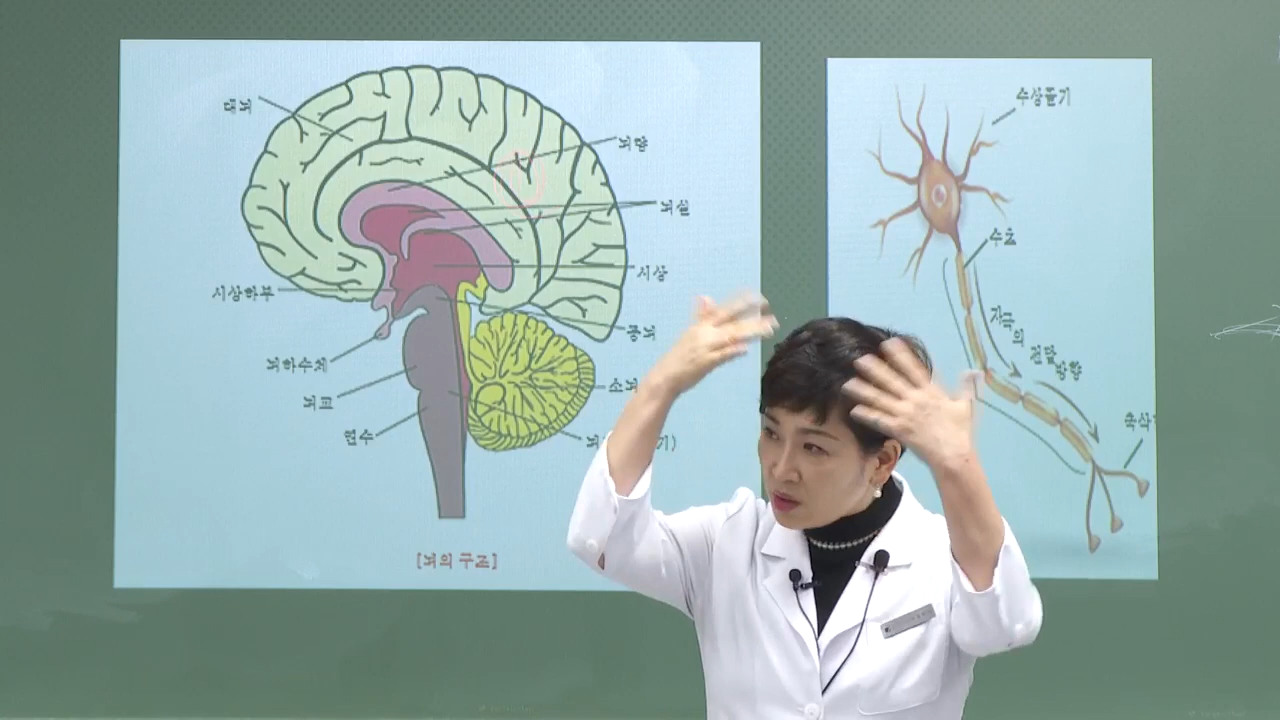 대뇌
뇌량
뇌실
시상
시상하부
중뇌
뇌하수체
소뇌
뇌교
연수
뇌
기)
[뇌의 구조]
수상돌기
수초
자극의 전달 방향
축삭